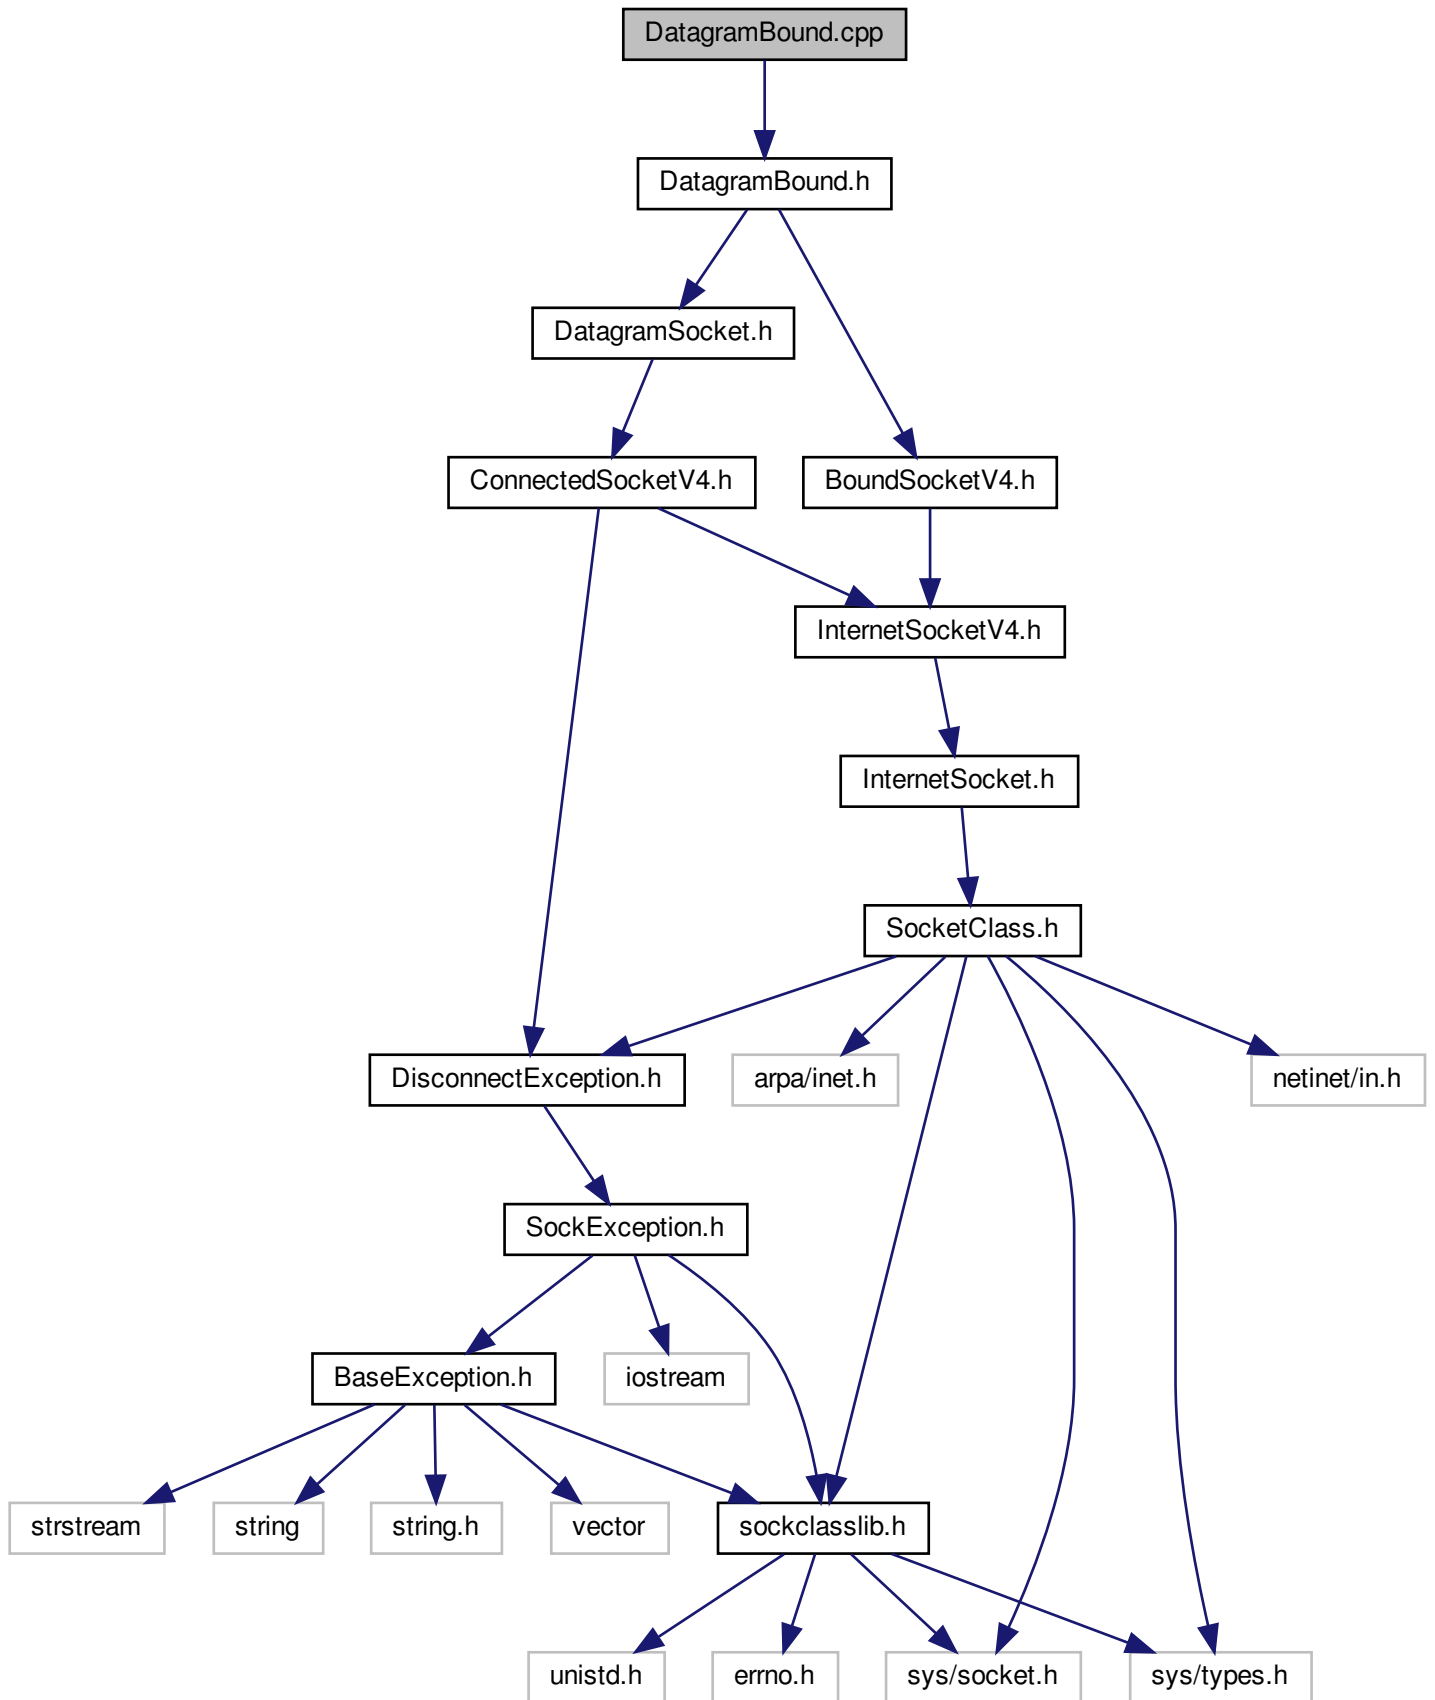 DatagramBound.cpp
DatagramBound.h
DatagramSocket.h
ConnectedSocketV4.h
BoundSocketV4.h
InternetSocketV4.h
InternetSocket.h
SocketClass.h
DisconnectException.h
arpa/inet.h
netinet/in.h
SockException.h
BaseException.h
iostream
strstream
string
string.h
vector
sockclasslib.h
unistd.h
errno.h
sys/socket.h
sys/types.h